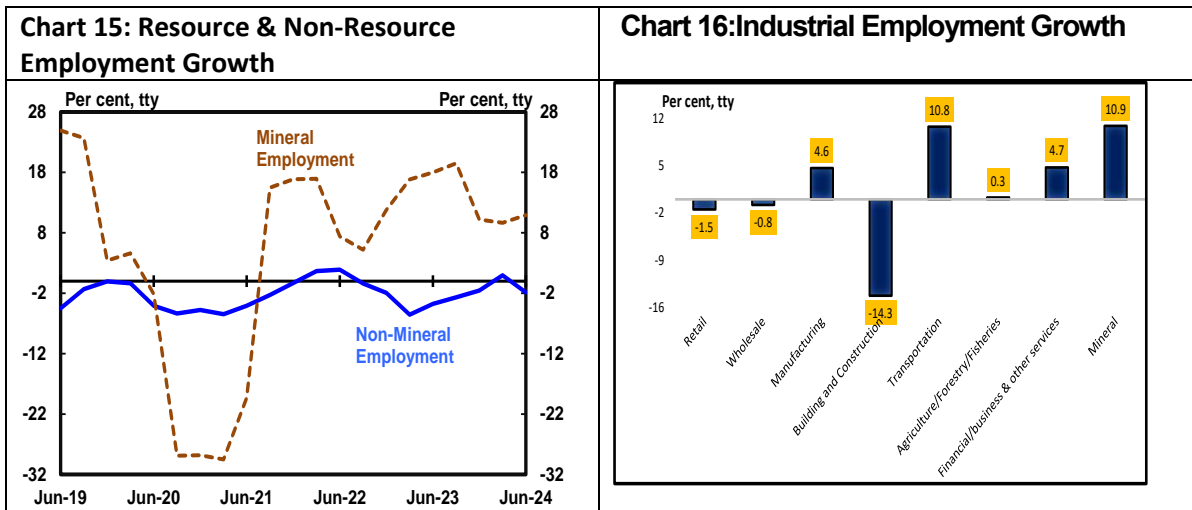 Chart 15: Resource & Non-Resource
Employment Growth
Per cent, tty
Per cent, tty
28
18
8
-2
-12
-22
-32
28
18
8
-2
-12
-22
-32
Mineral
Employment
Non-Mineral
Employment
Jun-19
Jun-20
Jun-21
Jun-22
Jun-23
Jun-24
Chart 16:Industrial Employment Growth
Per cent, tty
12
5
-2
-9
-16
-1.5
-0.8
4.6
-14.3
10.8
0.3
4.7
10.9
Retail
Wholesale
Manufacturing
Building and Construction
Transportation
Agriculture/Forestry/Fisheries
Financial/business & other services
Mineral